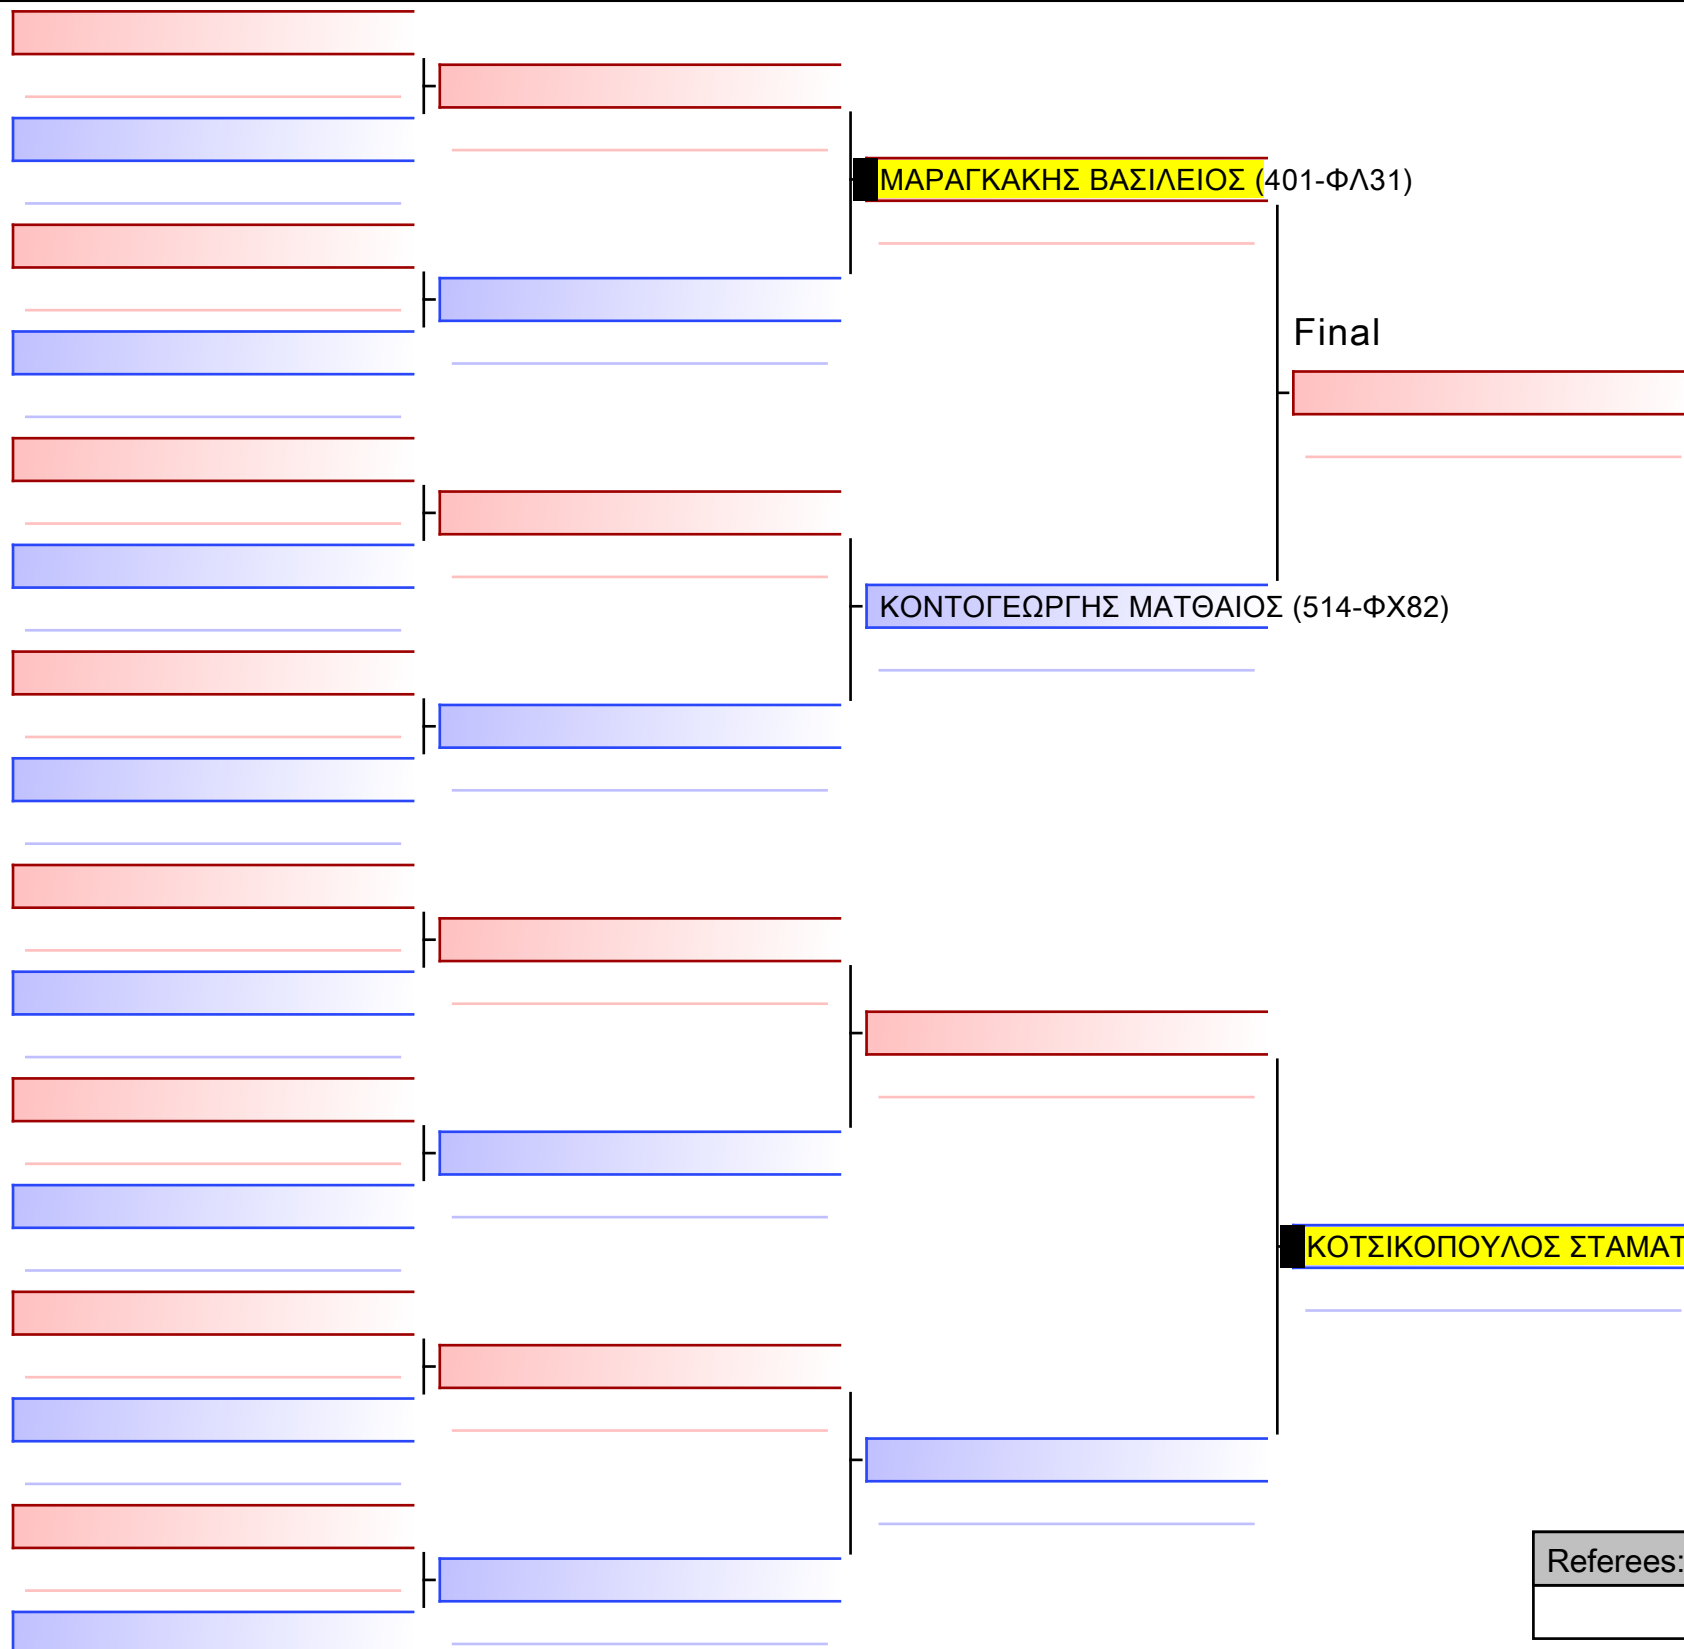 ΜΑΡΑΓΚΑΚΗΣ ΒΑΣΙΛΕΙΟΣ (401-ΦΛ31)
Final
ΚΟΝΤΟΓΕΩΡΓΗΣ ΜΑΤΘΑΙΟΣ (514-ΦΧ82)
ΚΟΤΣΙΚΟΠΟΥΛΟΣ ΣΤΑΜΑΤ
Referees: